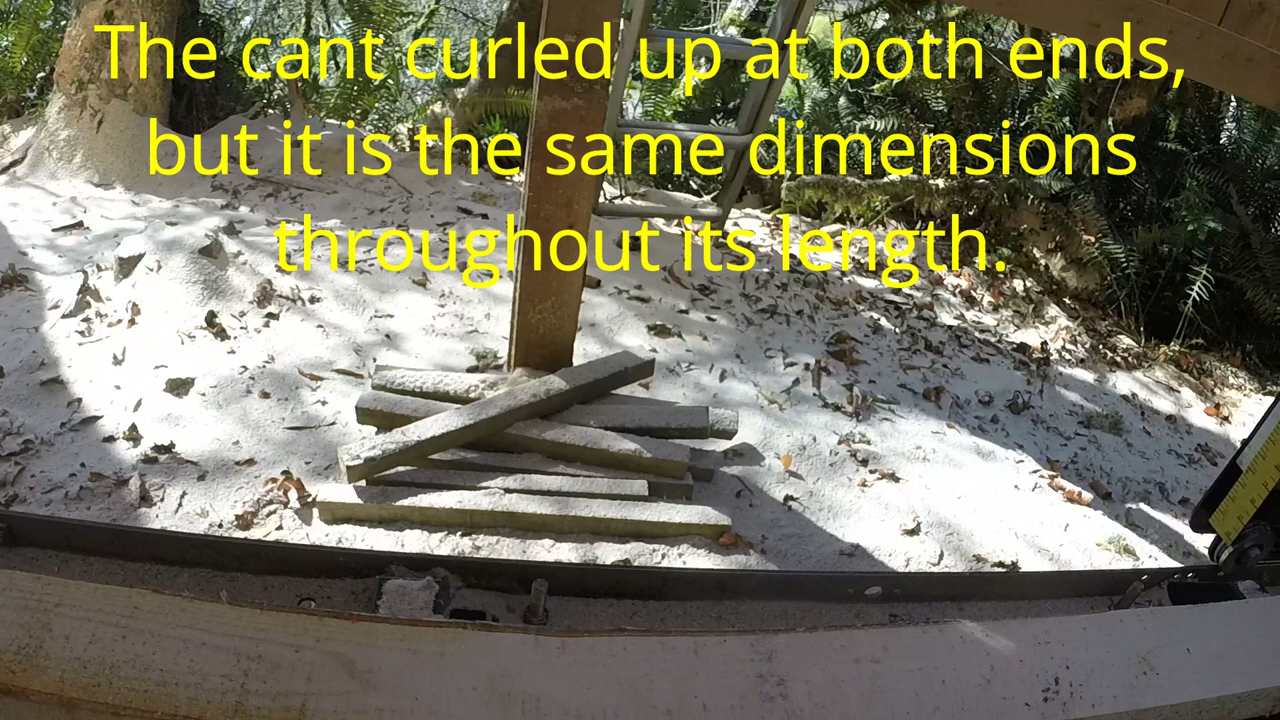 The cant curled up at both ends,
but it is the same dimensions
throughout its length.